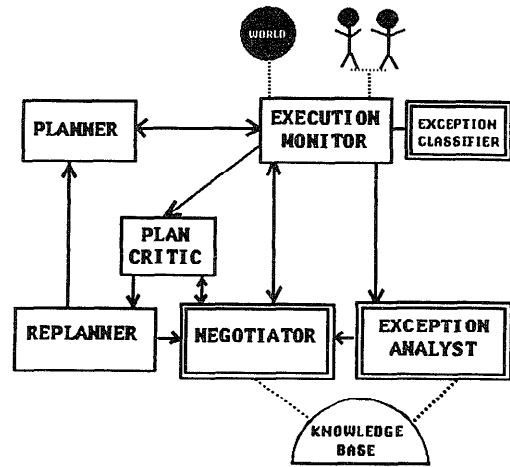 WORLD
PLANNER
EXECUTION
MONITOR
EXCEPTION
CLASSIFIER
PLAN
CRITIC
REPLANNER
NEGOTIATOR
EXCEPTION
ANALYST
KNOWLEDGE
BASE